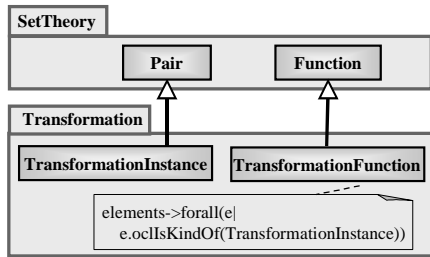 SetTheory
Pair
Function
Transformation
TransformationInstance
TransformationFunction
elements->forall(e|
e.oclIsKindOf(TransformationInstance))